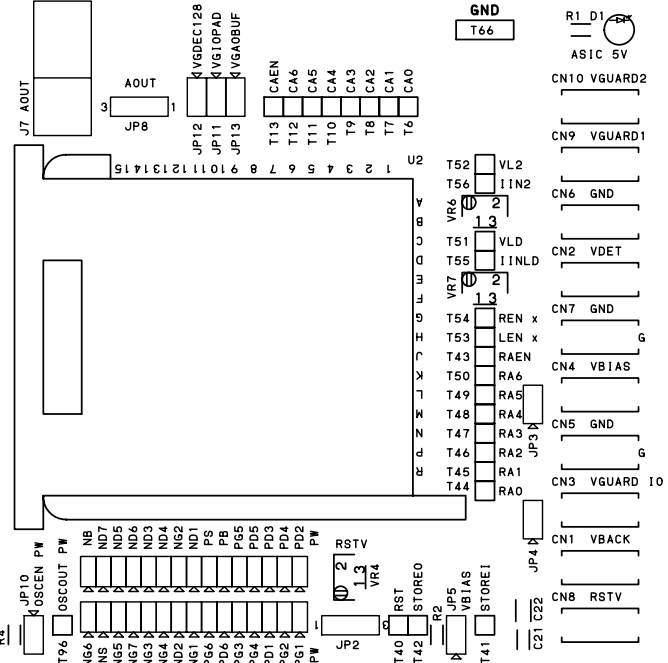 GND
T66
R1 D1
ASIC 5V
J7 AOUT
AOUT
3 1
JP8
VGDEC128
VGIOPAD
VGAOBUF
JP12
JP11
JP13
CAEN
CA6
CA5
CA4
CA3
CA2
CA1
CA0
T13
T12
T11
T10
T9
T8
T7
T6
CN10 VGUARD2
CN9 VGUARD1
CN6 GND
CN2 VDET
CN7 GND
G
CN4 VBIAS
CN5 GND
G
CN3 VGUARD IO
CN1 VBACK
CN8 RSTV
15 14 13 12 11 10 9 8 7 6 5 4 3 2 1
U2
A
B
C
D
E
F
G
H
J
K
L
M
N
P
R
T52 VL2
T56 IIN2
VR6 2
1 3
T51 VLD
T55 IINLD
VR7 2
1 3
T54 REN x
T53 LEN x
T43 RAEN
T50 RA6
T49 RA5
T48 RA4
T47 RA3
T46 RA2
T45 RA1
T44 RA0
JP3
JP4
NB
ND7
ND5
ND6
ND3
ND4
NG2
ND1
PS
PB
PG5
PD5
PD3
PD4
PD2
PW
JP10
OSCEN PW
OSCOUT PW
R4
T96
NG6
NS
NG5
NG7
NG3
NG4
ND2
NG1
PG6
PD6
PG3
PG4
PD1
PG2
PG1
PW
RSTV
2
1 3
VR4
1 3
JP2
RST
STOREO
T40
T42
R2
JP5
VBIAS
STOREI
T41
C22
C21